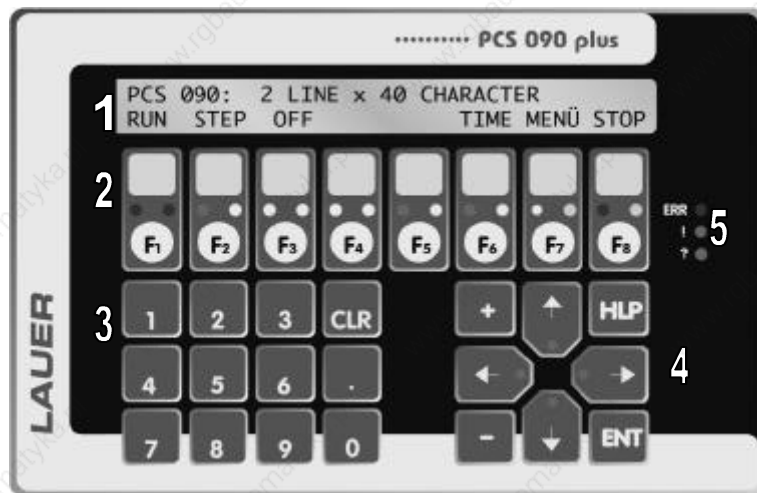 PCS 090 plus
PCS 090: 2 LINE x 40 CHARACTER
RUN STEP OFF TIME MENÜ STOP
1
2
F1 F2 F3 F4 F5 F6 F7 F8
ERR
!
?
5
3
1 2 3 CLR + HLP
4 5 6 .
4
7 8 9 0 - ENT
LAUER